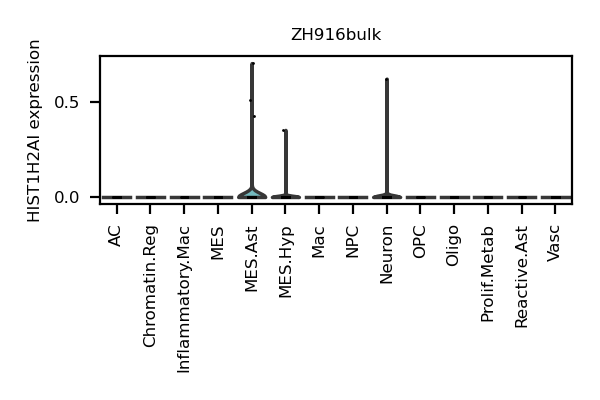 ZH916bulk
HIST1H2AI expression
0.5
0.0
AC
Chromatin.Reg
Inflammatory.Mac
MES
MES.Ast
MES.Hyp
Mac
NPC
Neuron
OPC
Oligo
Prolif.Metab
Reactive.Ast
Vasc